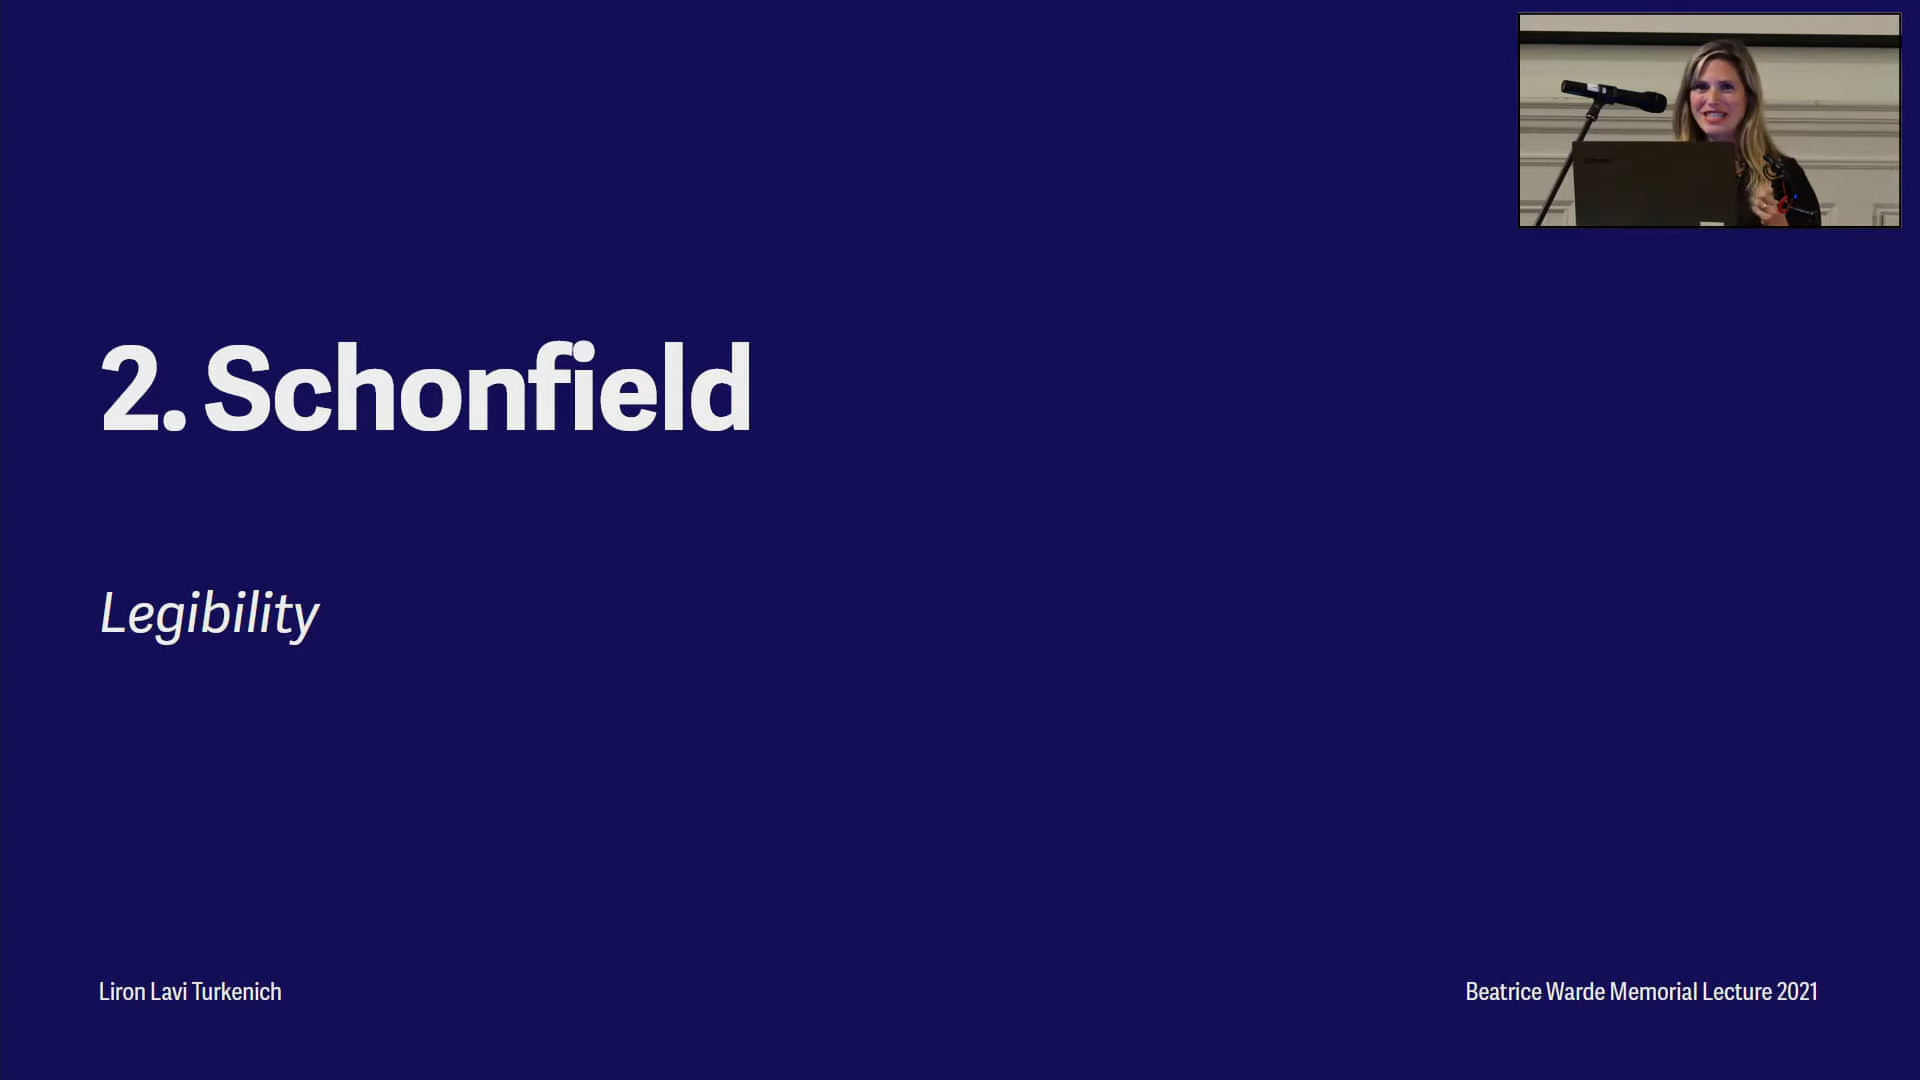 2. Schonfield
Legibility
Liron Lavi Turkenich
Beatrice Warde Memorial Lecture 2021